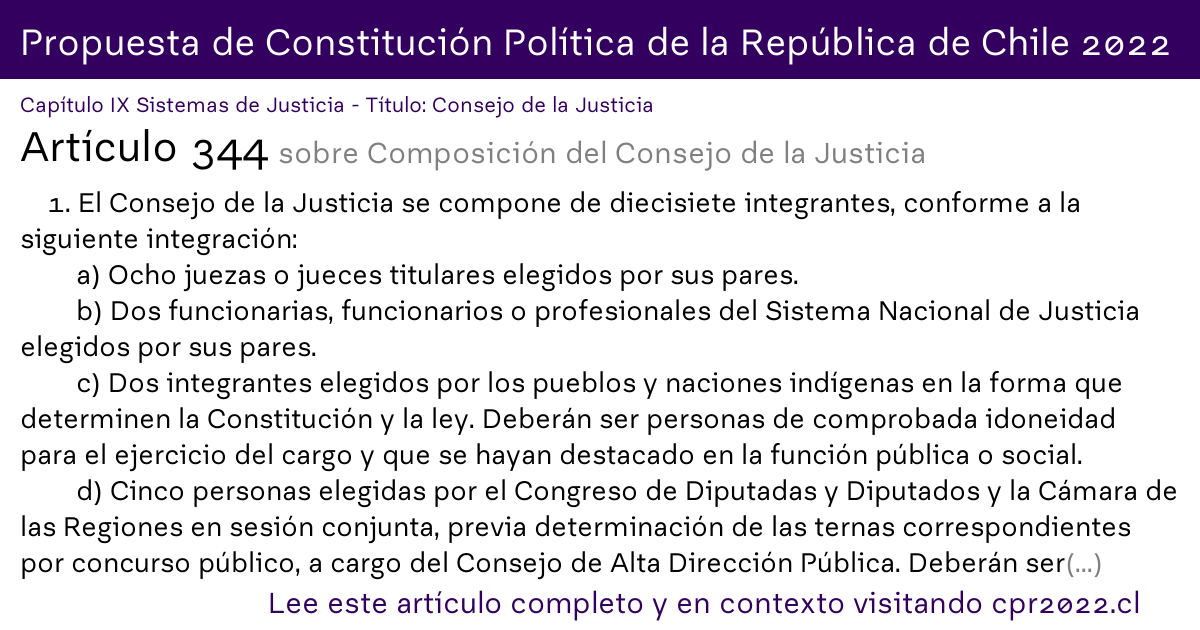 Propuesta de Constitución Política de la República de Chile 2022
Capítulo IX Sistemas de Justicia - Título: Consejo de la Justicia
Artículo 344 sobre Composición del Consejo de la Justicia
1. El Consejo de la Justicia se compone de diecisiete integrantes, conforme a la
siguiente integración:
a) Ocho juezas o jueces titulares elegidos por sus pares.
b) Dos funcionarias, funcionarios o profesionales del Sistema Nacional de Justicia
elegidos por sus pares.
c) Dos integrantes elegidos por los pueblos y naciones indígenas en la forma que
determinen la Constitución y la ley. Deberán ser personas de comprobada idoneidad
para el ejercicio del cargo y que se hayan destacado en la función pública o social.
d) Cinco personas elegidas por el Congreso de Diputadas y Diputados y la Cámara de
las Regiones en sesión conjunta, previa determinación de las ternas correspondientes
por concurso público, a cargo del Consejo de Alta Dirección Pública. Deberán ser(...)
Lee este artículo completo y en contexto visitando cpr2022.cl